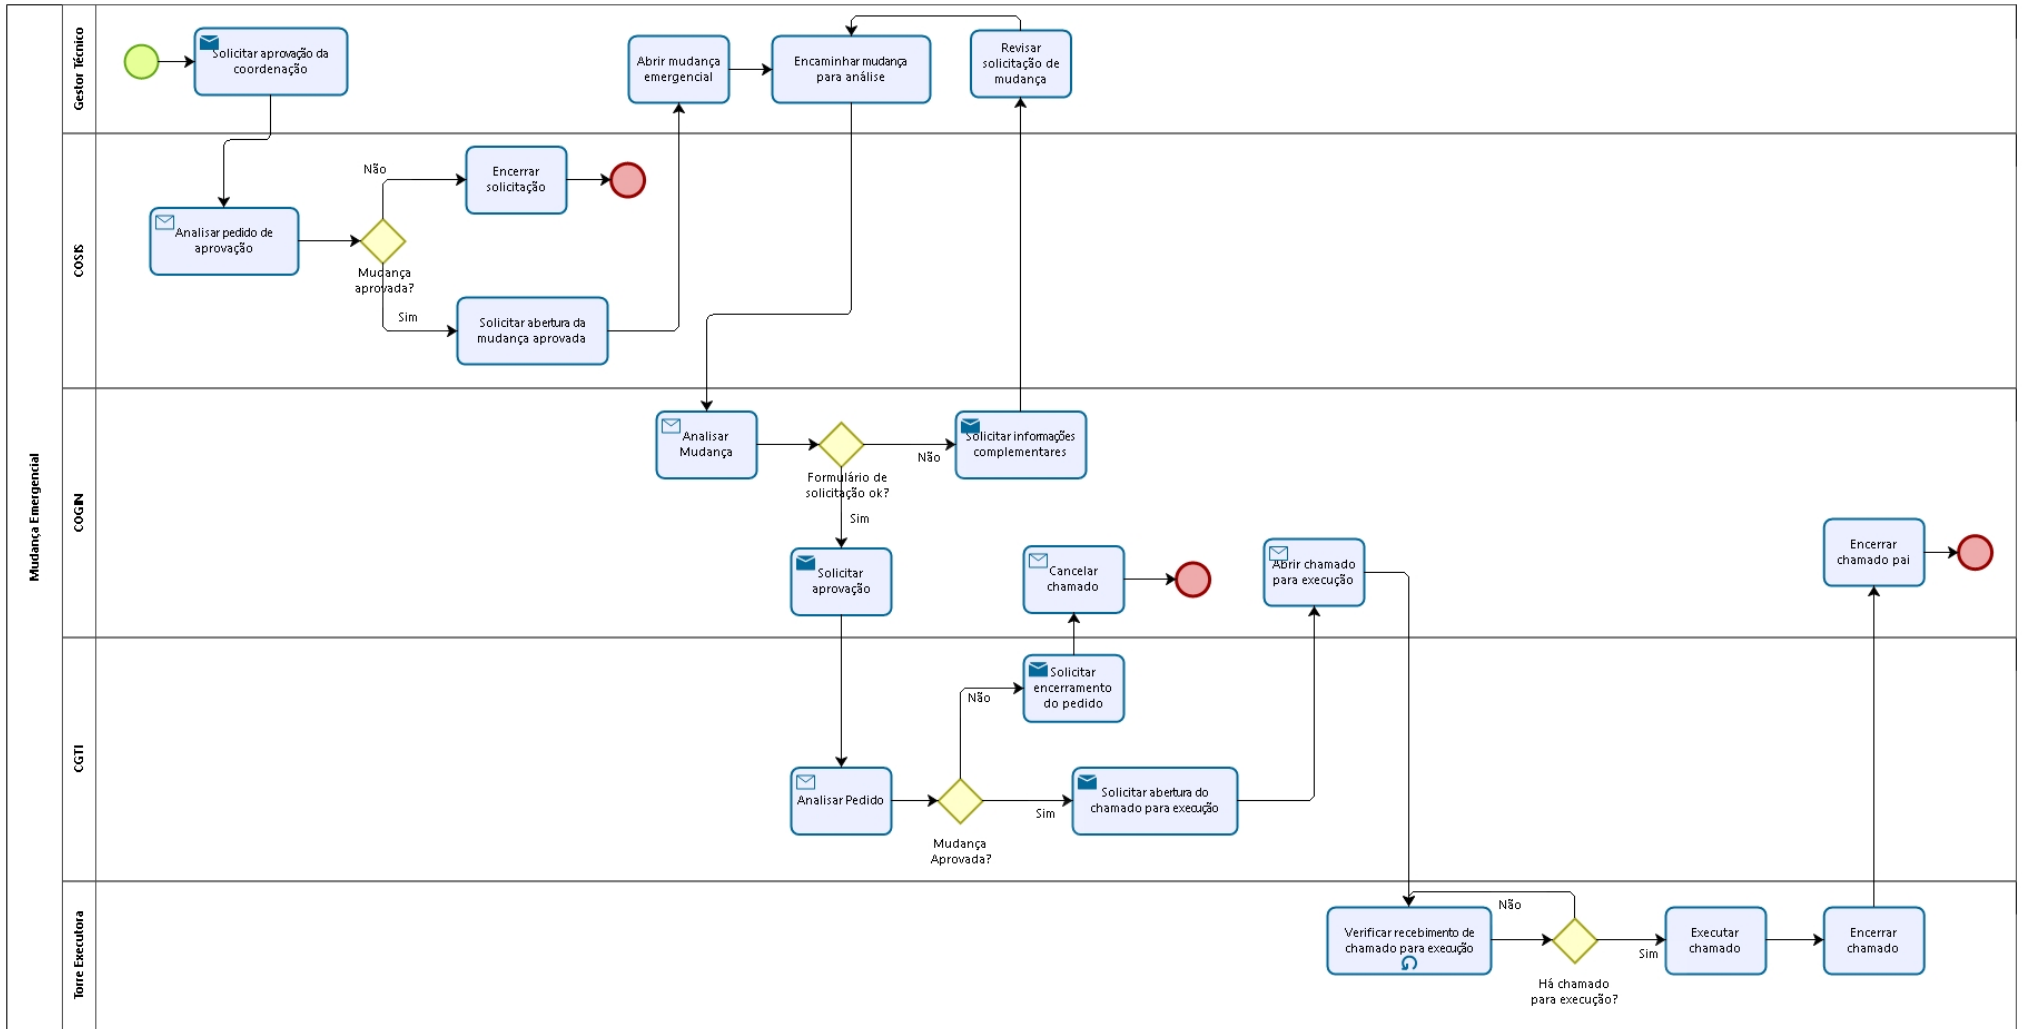 Mudança Emergencial
Gestor Técnico
Solicitar aprovação da
coordenação
Abrir mudança
emergencial
Encaminhar mudança
para análise
Revisar
solicitação de
mudança
COSIS
Analisar pedido de
aprovação
Mudança
aprovada?
Não
Encerrar
solicitação
Sim
Solicitar abertura da
mudança aprovada
COGIN
Analisar
Mudança
Formulário de
solicitação ok?
Não
Solicitar informações
complementares
Sim
Solicitar
aprovação
Cancelar
chamado
Abrir chamado
para execução
Encerrar
chamado pai
CGTI
Analisar Pedido
Mudança
Aprovada?
Não
Solicitar
encerramento
do pedido
Sim
Solicitar abertura do
chamado para execução
Torre Executora
Verificar recebimento de
chamado para execução
Não
Há chamado
para execução?
Sim
Executar
chamado
Encerrar
chamado